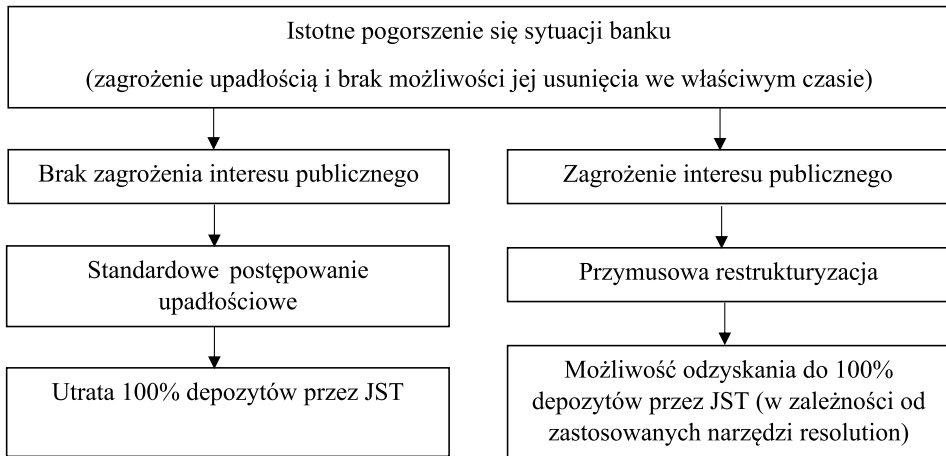 Istotne pogorszenie się sytuacji banku
(zagrożenie upadłością i brak możliwości jej usunięcia we właściwym czasie)
Brak zagrożenia interesu publicznego
Zagrożenie interesu publicznego
Standardowe postępowanie
upadłościowe
Przymusowa restrukturyzacja
Utrata 100% depozytów przez JST
Możliwość odzyskania do 100%
depozytów przez JST (w zależności od
zastosowanych narzędzi resolution)